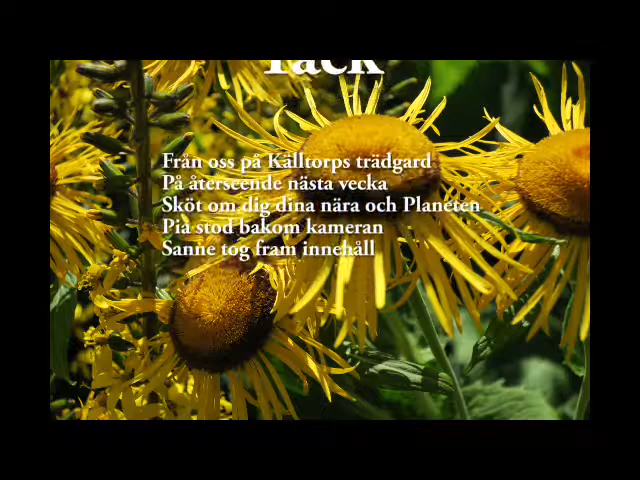 Tack
Från oss på Källtorps trädgard
På återseende nästa vecka
Sköt om dig dina nära och Planeten
Pia stod bakom kameran
Sanne tog fram innehåll